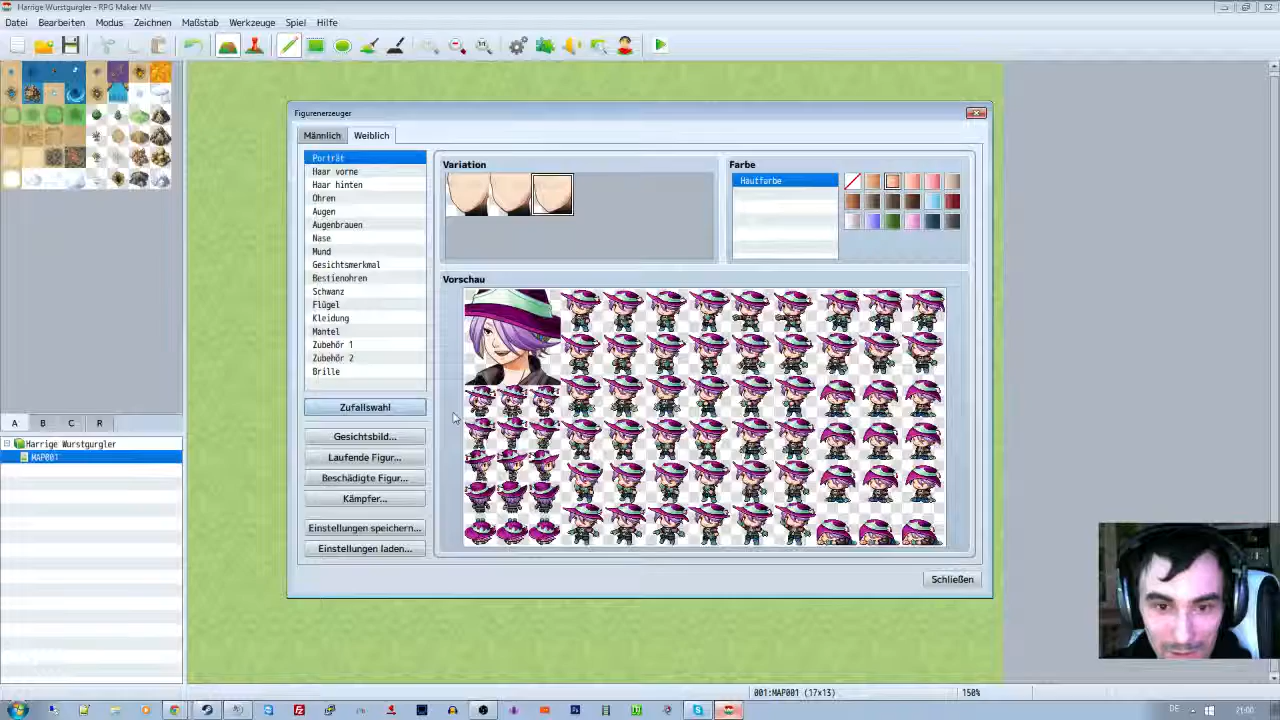 Harrige Wurstgurgler - RPG Maker MV
Datei Bearbeiten Modus Zeichnen Maßstab Werkzeuge Spiel Hilfe
Figurenerzeuger
Männlich Weiblich
Porträt
Haar vorne
Haar hinten
Ohren
Augen
Augenbrauen
Nase
Mund
Gesichtsmerkmal
Bestienohren
Schwanz
Flügel
Kleidung
Mantel
Zubehör 1
Zubehör 2
Brille
Variation
Farbe
Hautfarbe
Vorschau
Zufallswahl
Gesichtsbild...
Laufende Figur...
Beschädigte Figur...
Kämpfer...
Einstellungen speichern...
Einstellungen laden...
Schließen
A B C R
Harrige Wurstgurgler
MAP001
001:MAP001 (17x13) 150%
DE 21:00